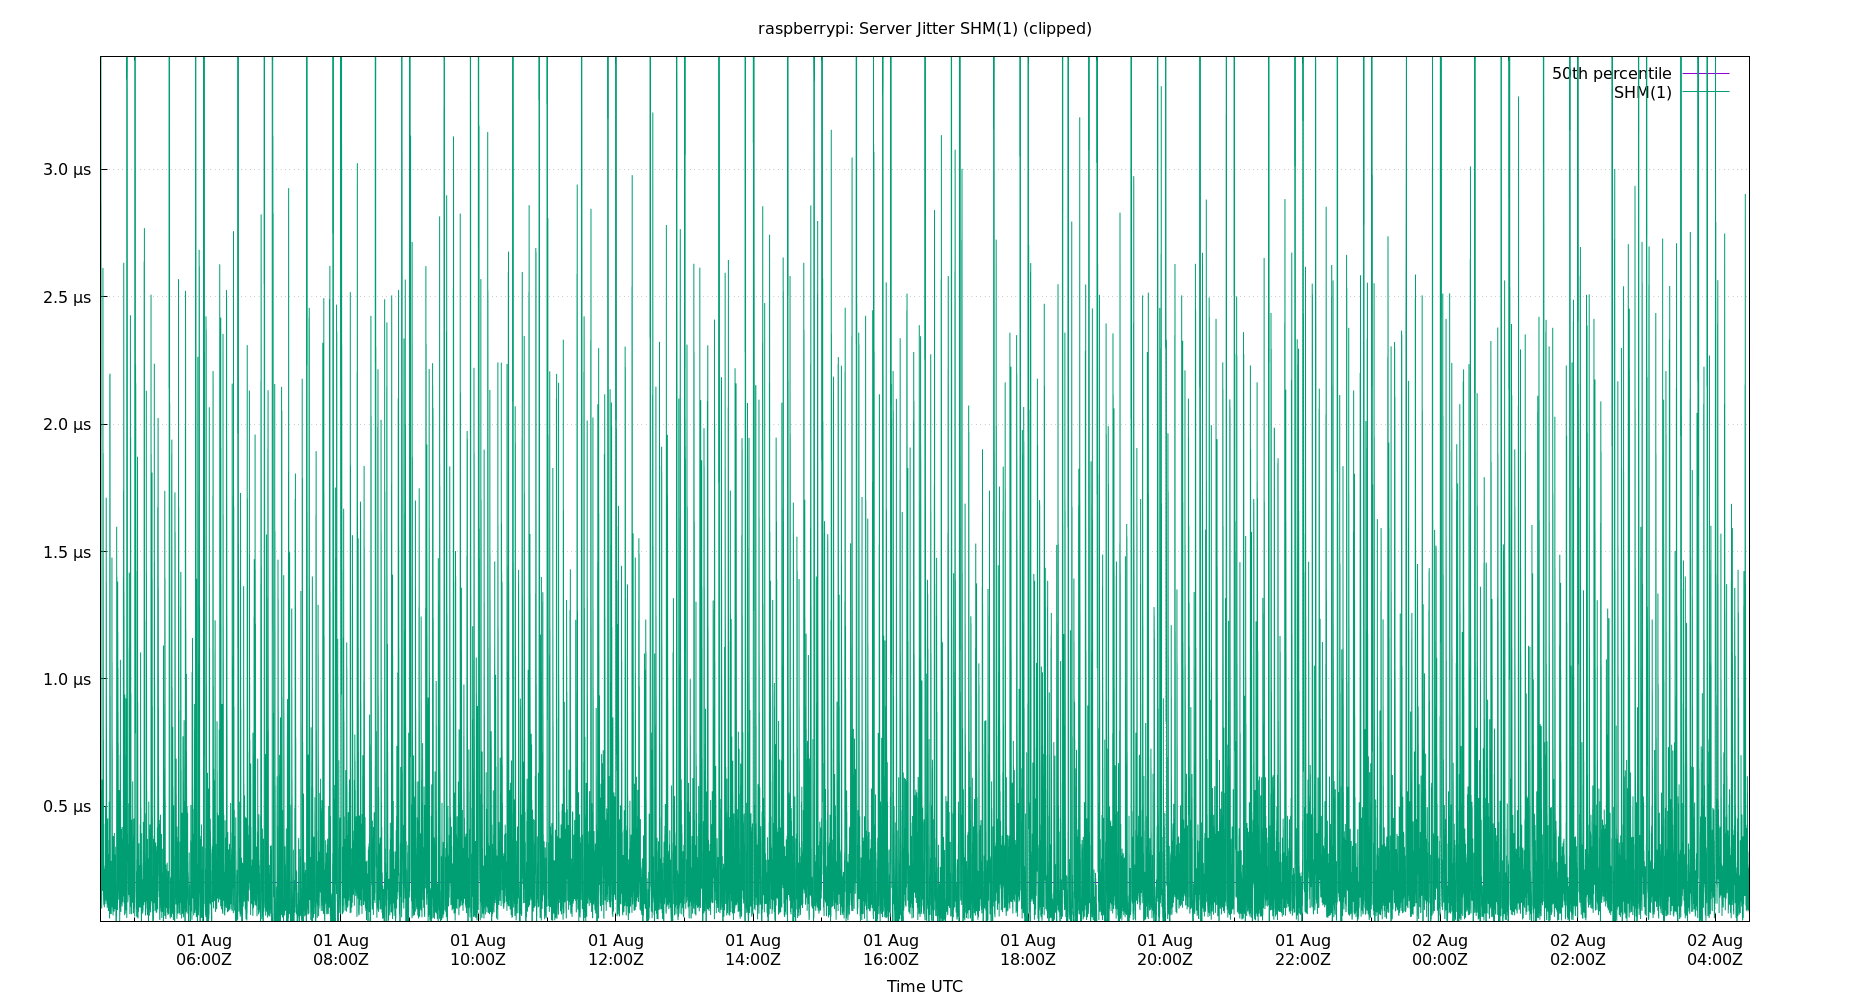 raspberrypi: Server Jitter SHM(1) (clipped)
50th percentile
SHM(1)
3.0 µs
2.5 µs
2.0 µs
1.5 µs
1.0 µs
0.5 µs
01 Aug 01 Aug 01 Aug 01 Aug 01 Aug 01 Aug 01 Aug 01 Aug 01 Aug 02 Aug 02 Aug 02 Aug
06:00Z 08:00Z 10:00Z 12:00Z 14:00Z 16:00Z 18:00Z 20:00Z 22:00Z 00:00Z 02:00Z 04:00Z
Time UTC